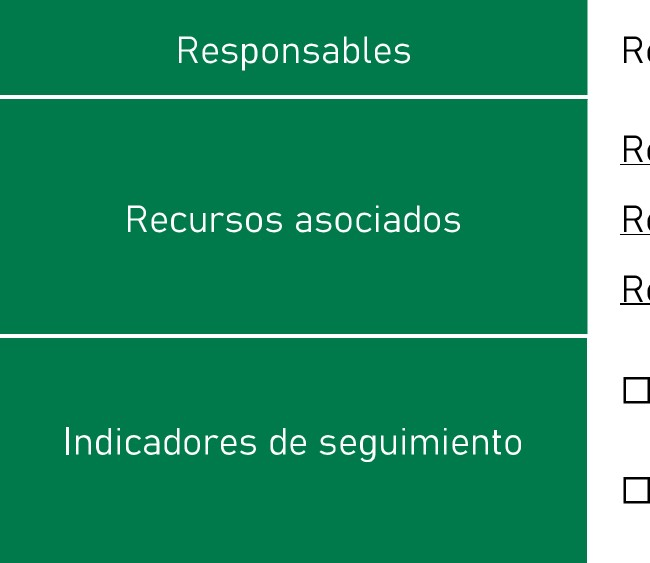 Responsables
Recursos asociados
Indicadores de seguimiento